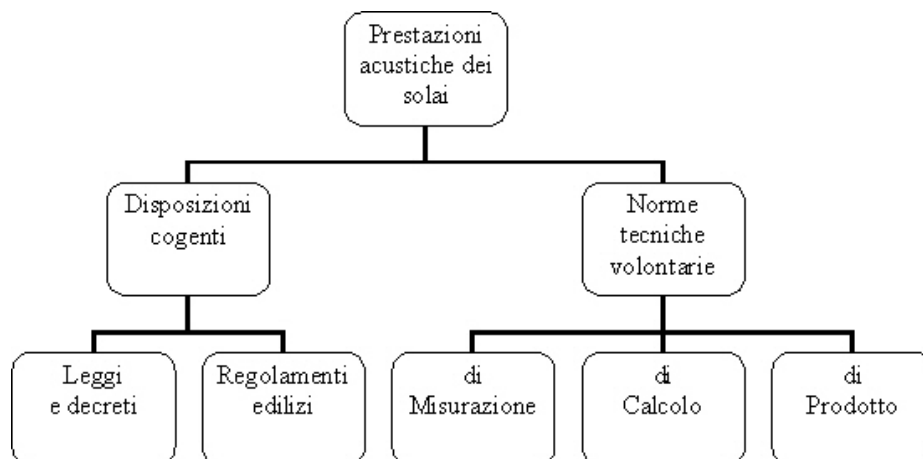 Prestazioni
acustiche dei
solai
Disposizioni
cogenti
Norme
tecniche
volontarie
Leggi
e decreti
Regolamenti
edilizi
di
Misurazione
di
Calcolo
di
Prodotto